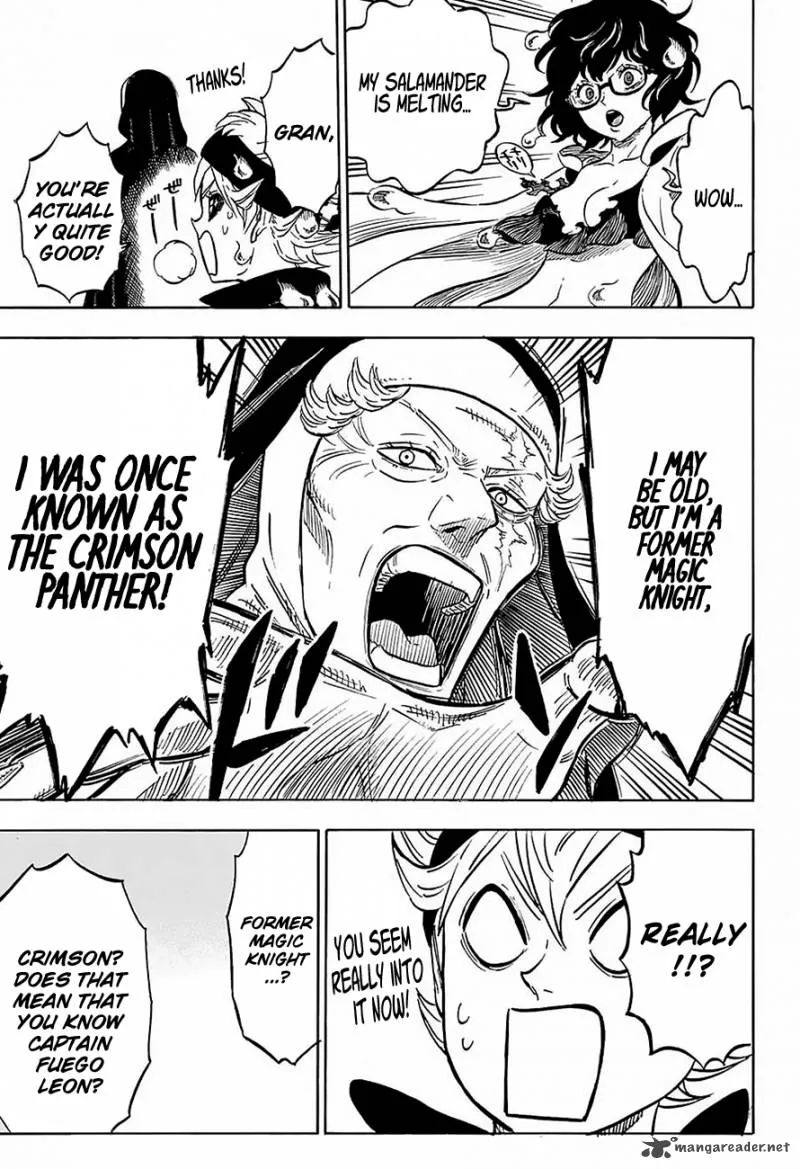 WOW...
MY SALAMANDER
IS MELTING...
GRAN,
THANKS!
YOU'RE
ACTUALL
Y QUITE
GOOD!
I MAY
BE OLD,
BUT I'M A
FORMER
MAGIC
KNIGHT,
I WAS ONCE
KNOWN AS
THE CRIMSON
PANTHER!
ドン
REALLY
!!?
YOU SEEM
REALLY INTO
IT NOW!
FORMER
MAGIC
KNIGHT
...?
CRIMSON?
DOES THAT
MEAN THAT
YOU KNOW
CAPTAIN
FUEGO
LEON?
mangareader.net